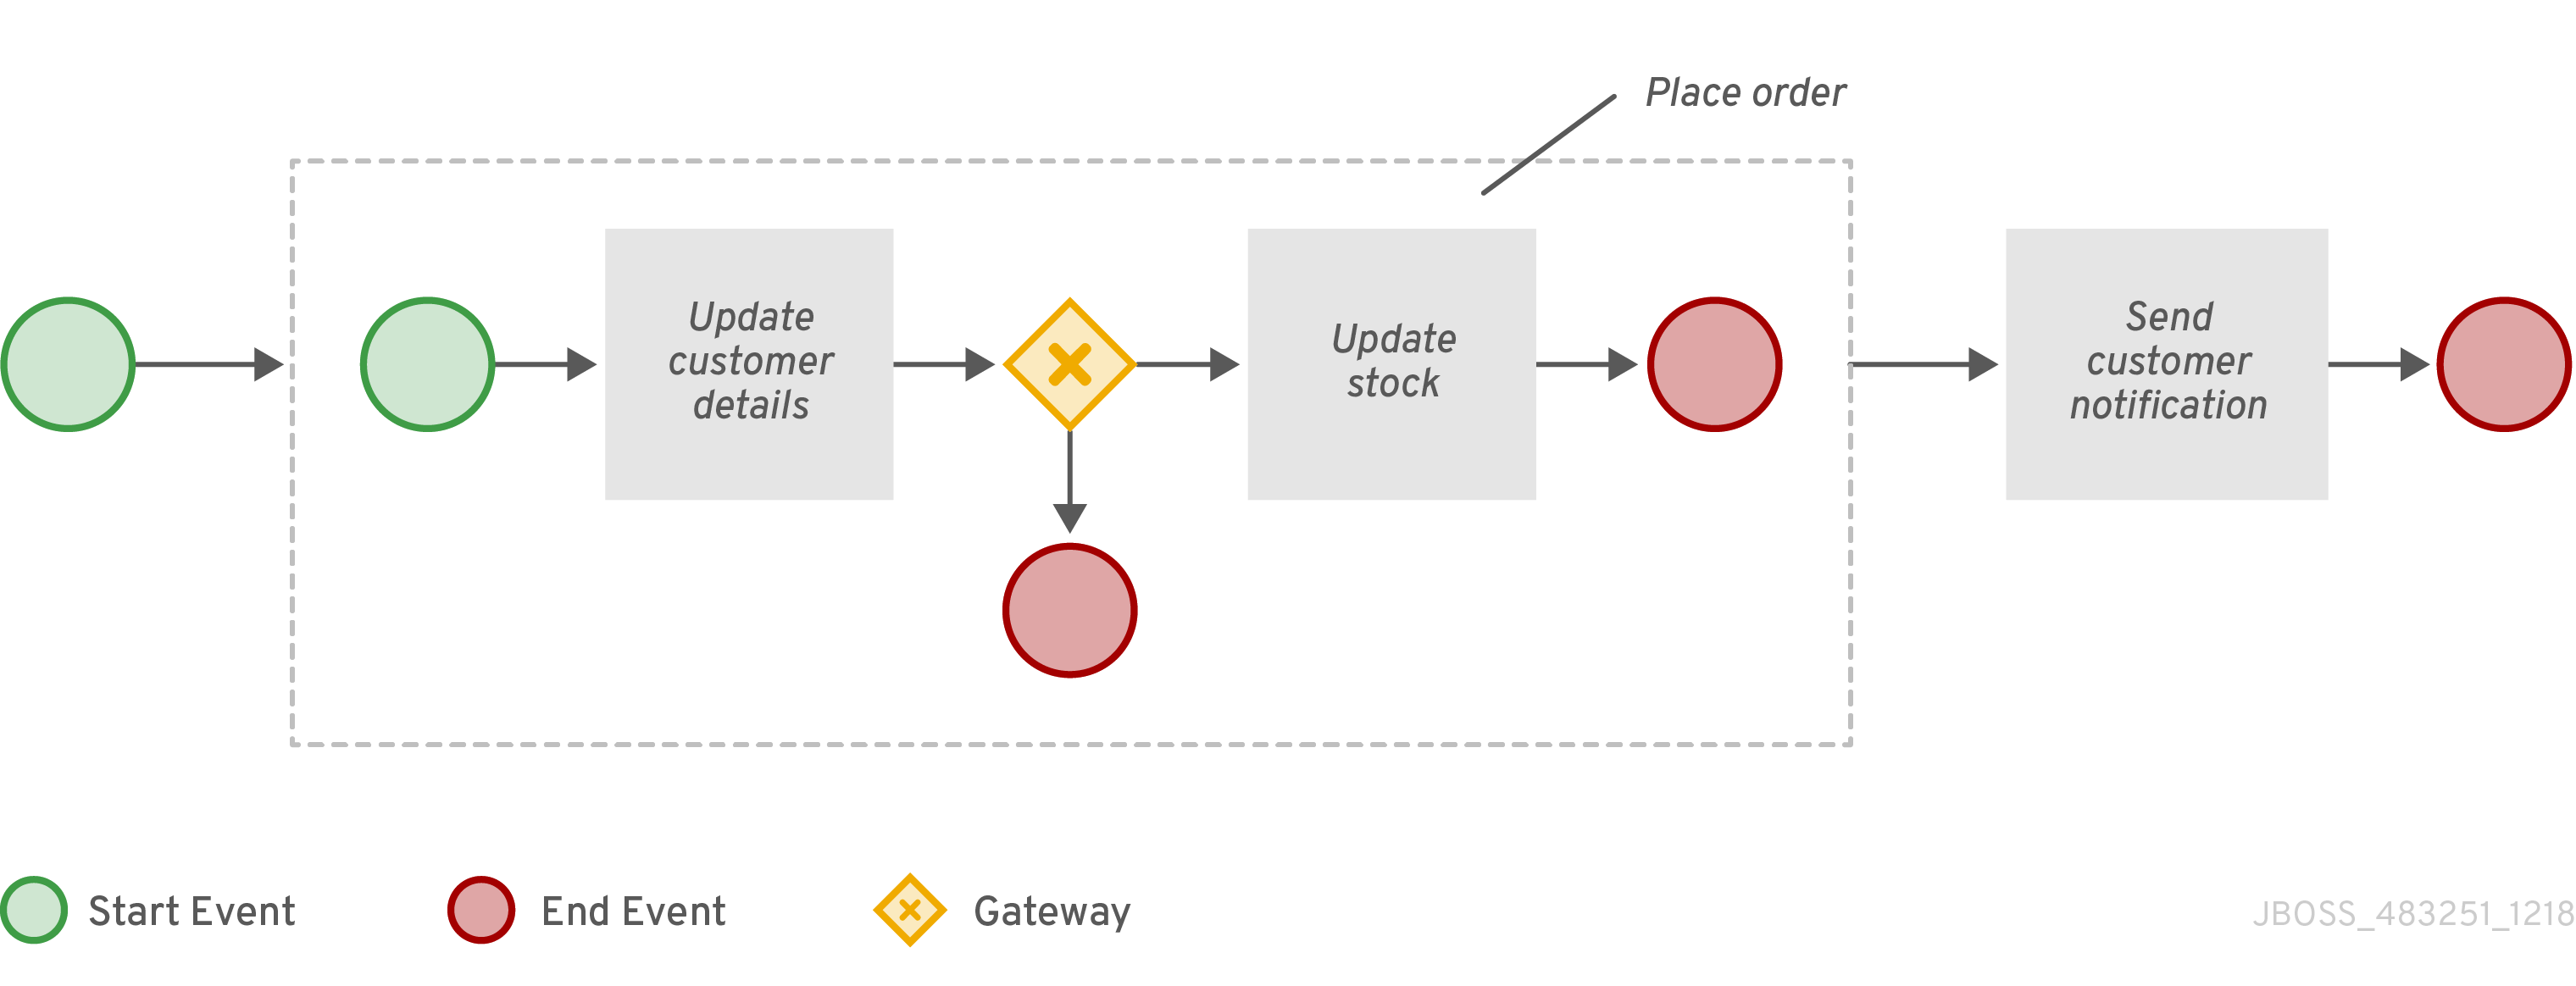 Place order
Update
customer
details
Update
stock
Send
customer
notification
Start Event
End Event
Gateway
JBOSS_483251_1218